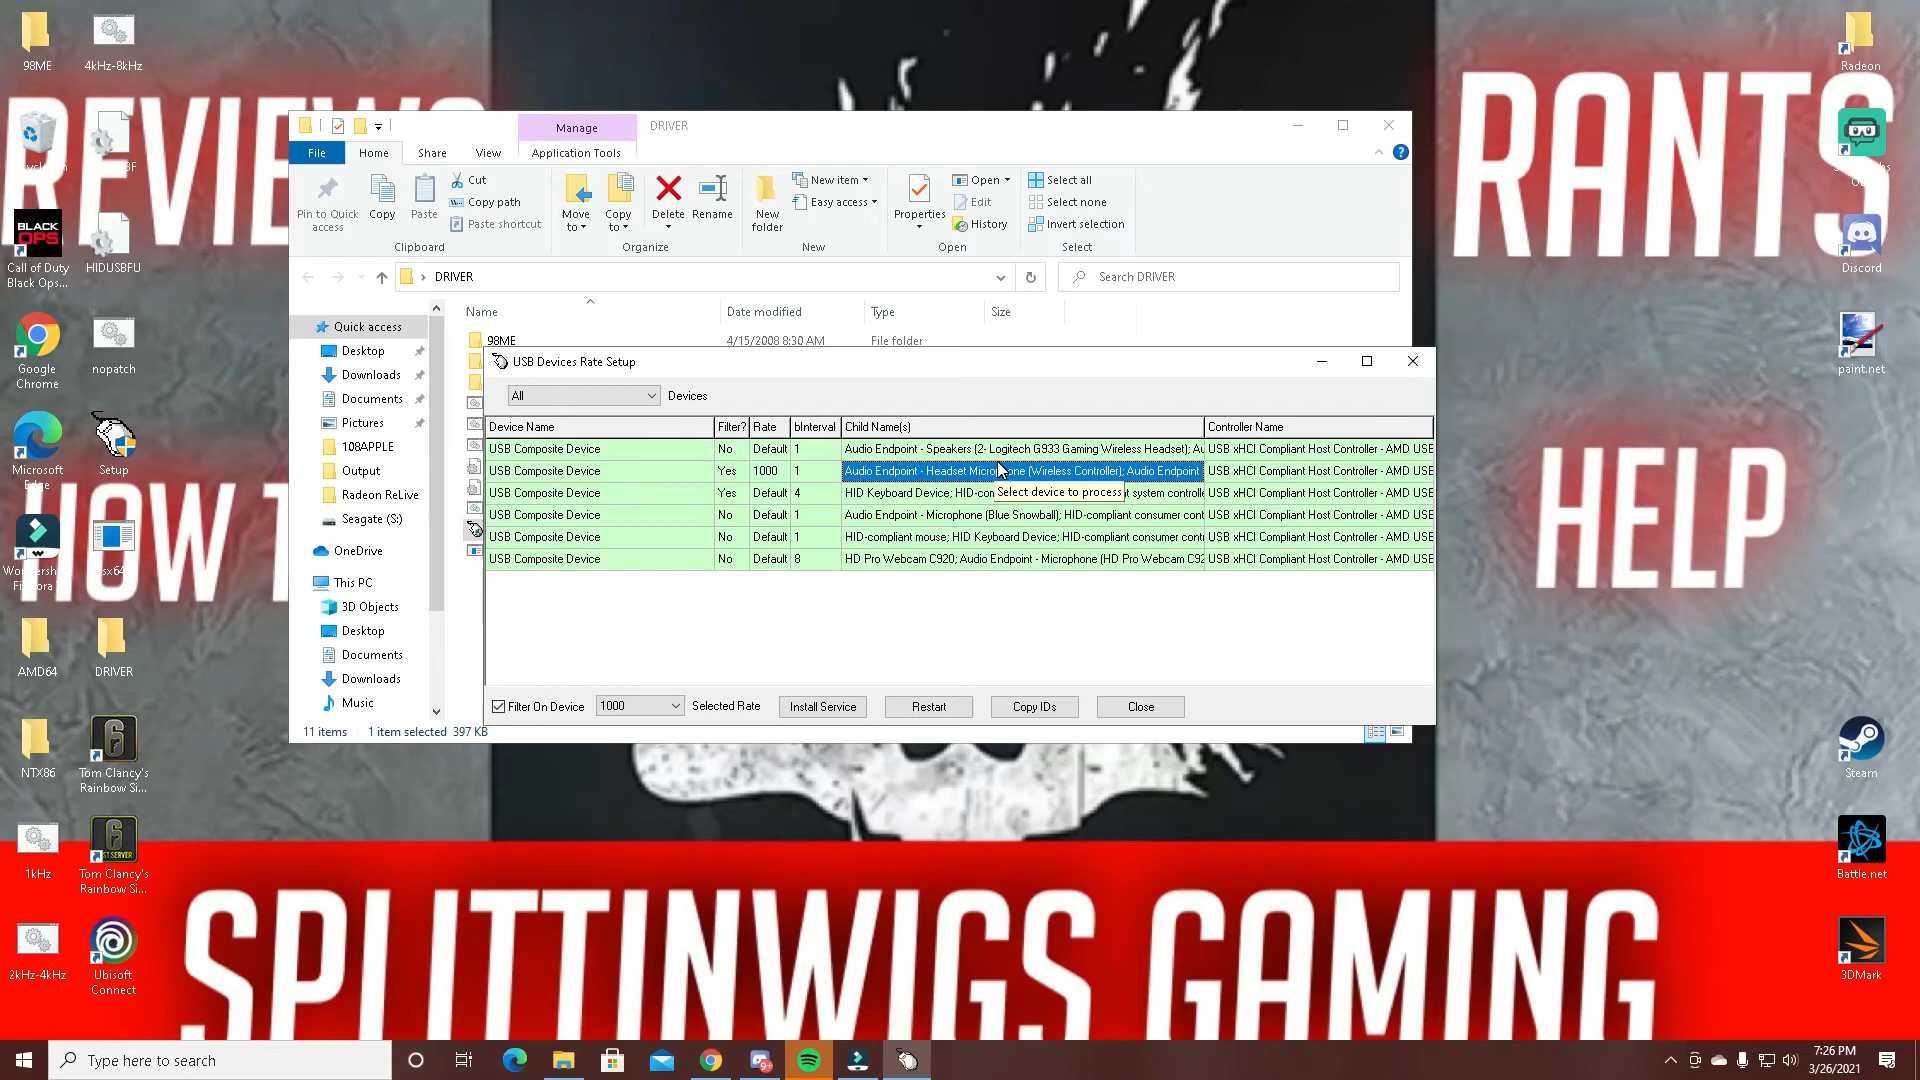 98ME
4kHz-8kHz
HIDUSBFU
Call of Duty
Black Ops...
BLACK
OPS
Google
Chrome
nopatch
Microsoft
Edge
Setup
AMD64
DRIVER
NTX86
Tom Clancy's
Rainbow Si...
1kHz
Tom Clancy's
Rainbow Si...
2kHz-4kHz
Ubisoft
Connect
REVIEWS
RANTS
HOW T
HELP
SPLITTINWIGS GAMING
Radeon
Discord
paint.net
Steam
Battle.net
3DMark
Manage
DRIVER
File
Home
Share
View
Application Tools
Pin to Quick
access
Copy
Paste
Cut
Copy path
Paste shortcut
Clipboard
Move
to
Copy
to
Delete
Rename
Organize
New
folder
New item
Easy access
New
Properties
Open
Edit
History
Open
Select all
Select none
Invert selection
Select
DRIVER
Search DRIVER
Name
Date modified
Type
Size
98ME
4/15/2008 8:30 AM
File folder
Quick access
Desktop
Downloads
Documents
Pictures
108APPLE
Output
Radeon ReLive
Seagate (S:)
OneDrive
This PC
3D Objects
Desktop
Documents
Downloads
Music
11 items
1 item selected 397 KB
USB Devices Rate Setup
All
Devices
Device Name Filter? Rate bInterval Child Name(s) Controller Name
USB Composite Device No Default 1 Audio Endpoint - Speakers (2- Logitech G933 Gaming Wireless Headset); Au USB xHCI Compliant Host Controller - AMD USE
USB Composite Device Yes 1000 1 Audio Endpoint - Headset Microphone (Wireless Controller); Audio Endpoint USB xHCI Compliant Host Controller - AMD USE
USB Composite Device Yes Default 4 HID Keyboard Device; HID-con t system controlle USB xHCI Compliant Host Controller - AMD USE
Select device to process
USB Composite Device No Default 1 Audio Endpoint - Microphone (Blue Snowball); HID-compliant consumer cont USB xHCI Compliant Host Controller - AMD USE
USB Composite Device No Default 1 HID-compliant mouse; HID Keyboard Device; HID-compliant consumer contr USB xHCI Compliant Host Controller - AMD USE
USB Composite Device No Default 8 HD Pro Webcam C920; Audio Endpoint - Microphone (HD Pro Webcam C92 USB xHCI Compliant Host Controller - AMD USE
Filter On Device
1000
Selected Rate
Install Service
Restart
Copy IDs
Close
Type here to search
9+
7:26 PM
3/26/2021